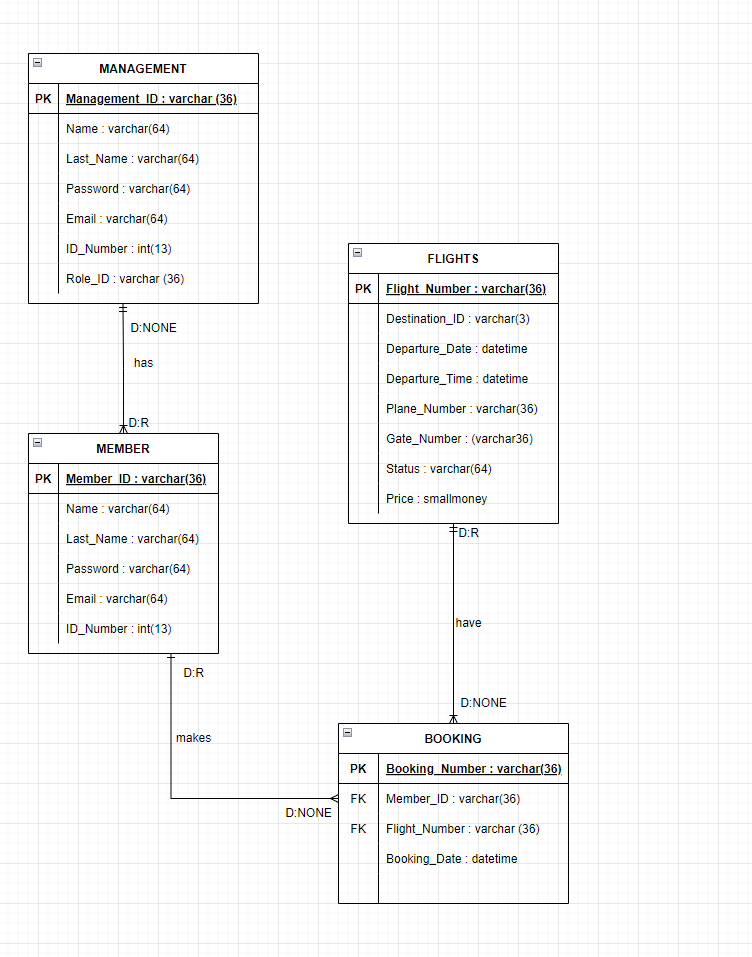 MANAGEMENT
PK Management_ID : varchar (36)
Name : varchar(64)
Last_Name : varchar(64)
Password : varchar(64)
Email : varchar(64)
ID_Number : int(13)
Role_ID : varchar (36)
D:NONE
has
D:R
MEMBER
PK Member_ID : varchar(36)
Name : varchar(64)
Last_Name : varchar(64)
Password : varchar(64)
Email : varchar(64)
ID_Number : int(13)
D:R
makes
D:NONE
FLIGHTS
PK Flight_Number : varchar(36)
Destination_ID : varchar(3)
Departure_Date : datetime
Departure_Time : datetime
Plane_Number : varchar(36)
Gate_Number : (varchar36)
Status : varchar(64)
Price : smallmoney
D:R
have
D:NONE
BOOKING
PK Booking_Number : varchar(36)
FK Member_ID : varchar(36)
FK Flight_Number : varchar (36)
Booking_Date : datetime